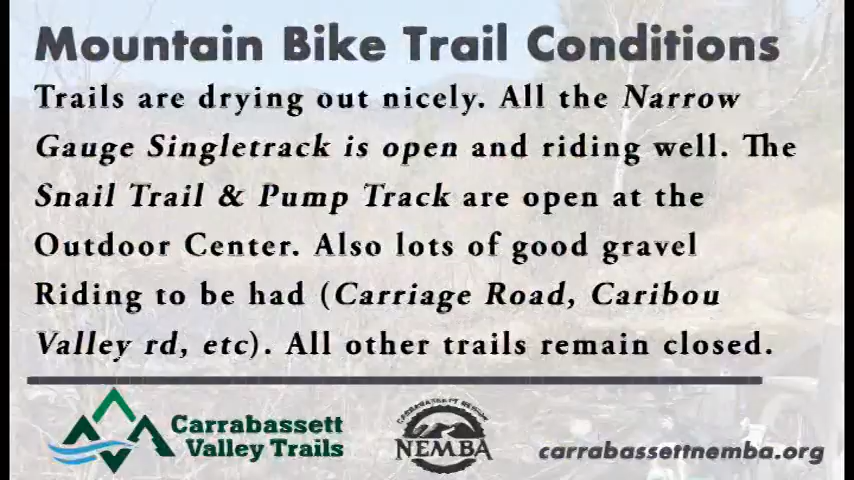 Mountain Bike Trail Conditions
Trails are drying out nicely. All the Narrow
Gauge Singletrack is open and riding well. The
Snail Trail & Pump Track are open at the
Outdoor Center. Also lots of good gravel
Riding to be had (Carriage Road, Caribou
Valley rd, etc). All other trails remain closed.
Carrabassett
Valley Trails
CARRABASSETT REGION
NEMBA
carrabassettnemba.org